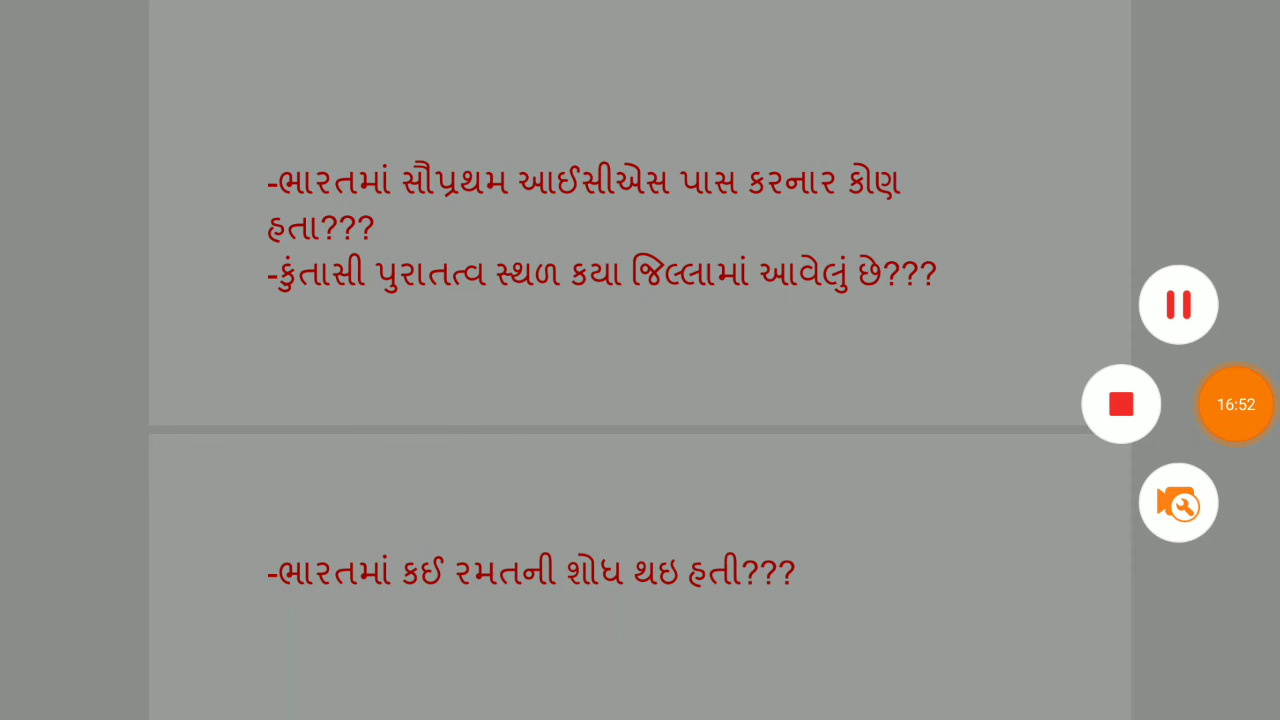 -ભારતમાં સૌપ્રથમ આઈસીએસ પાસ કરનાર કોણ
હતા???
-કુંતાસી પુરાતત્વ સ્થળ કયા જિલ્લામાં આવેલું છે???
16:52
-ભારતમાં કઈ રમતની શોધ થઇ હતી???